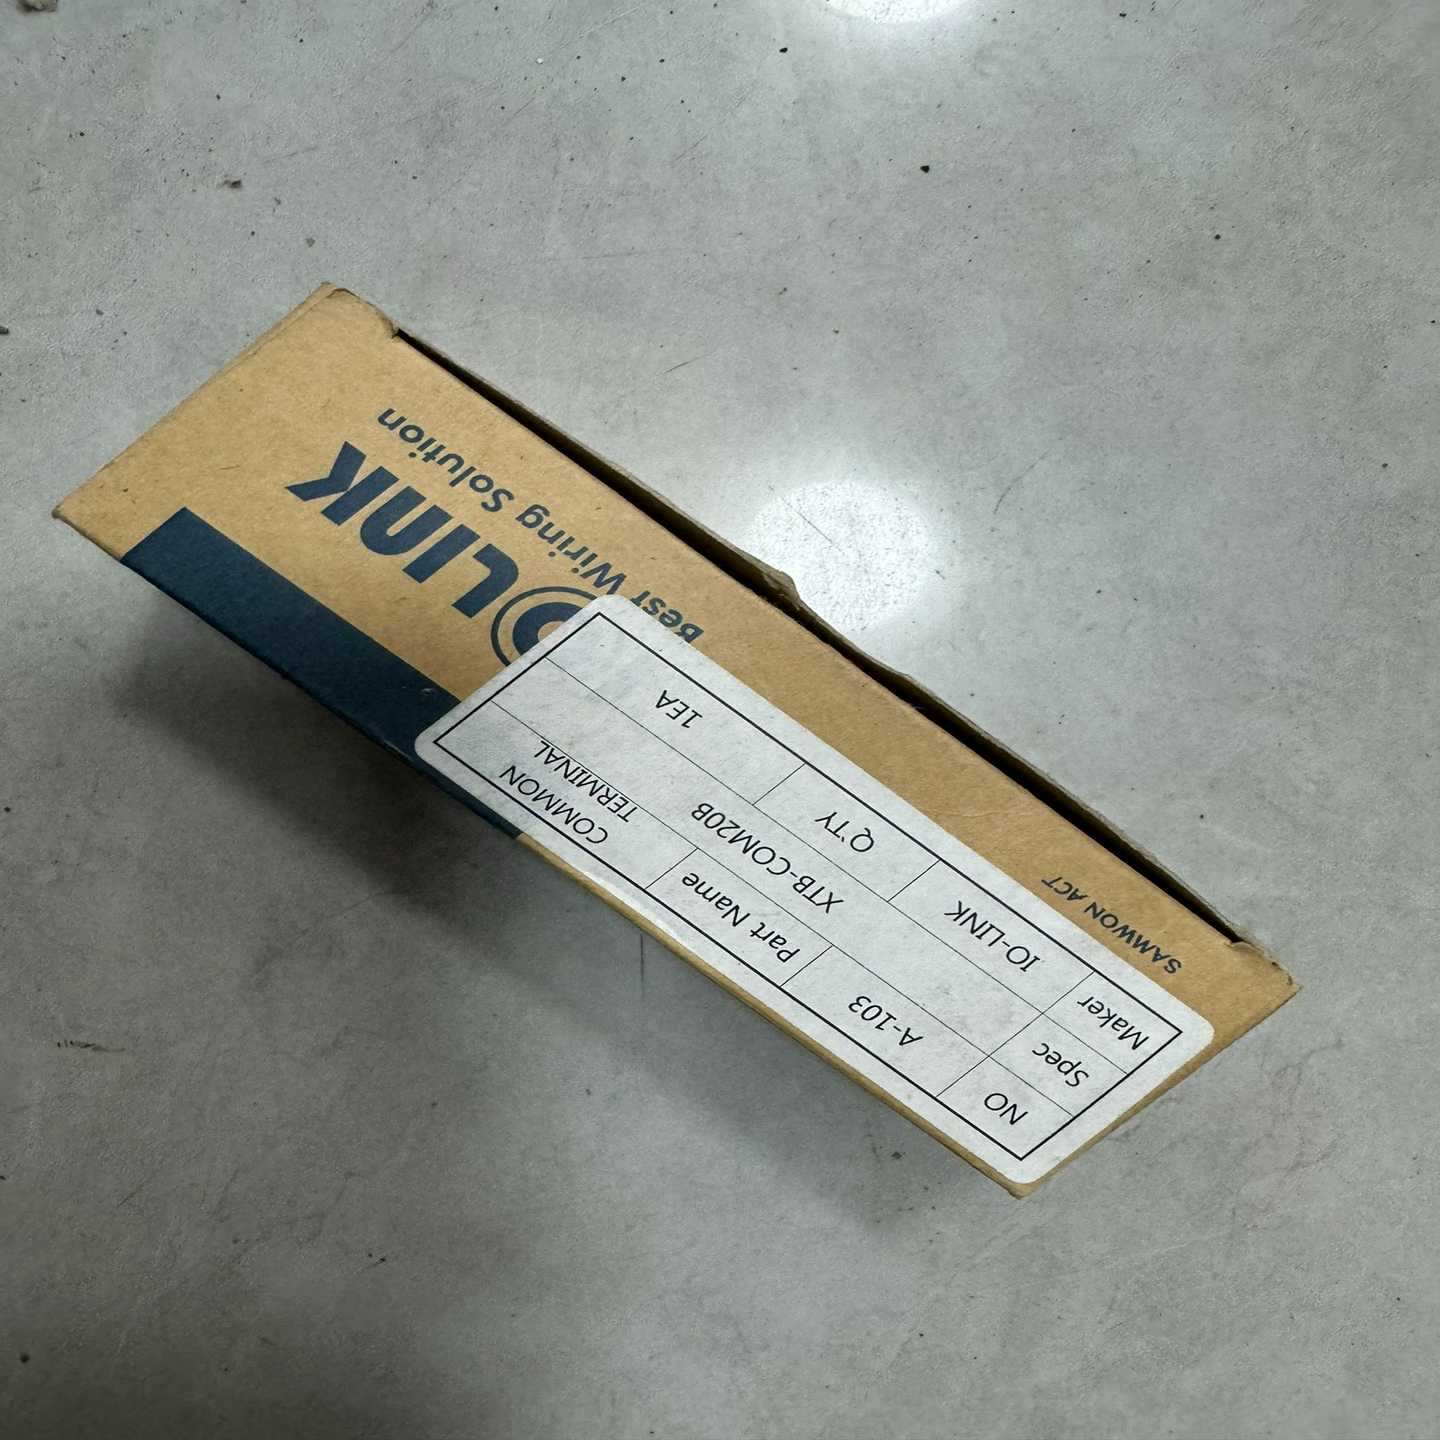 LINK
Best Wiring Solution
SAMWON ACT
NO A-103 Part Name COMMON
TERMINAL
Spec XTB-COM20B
Maker IO-LINK Q'TY 1EA